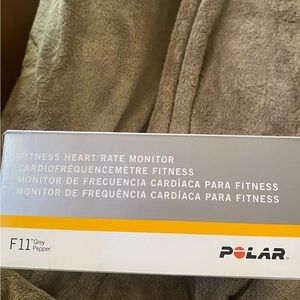 FITNESS HEART RATE MONITOR
CARDIOFRÉQUENCEMÈTRE FITNESS
MONITOR DE FRECUENCIA CARDÍACA PARA FITNESS
MONITOR DE FREQUÊNCIA CARDÍACA PARA FITNESS
F11™ Grey
Pepper
POLAR®